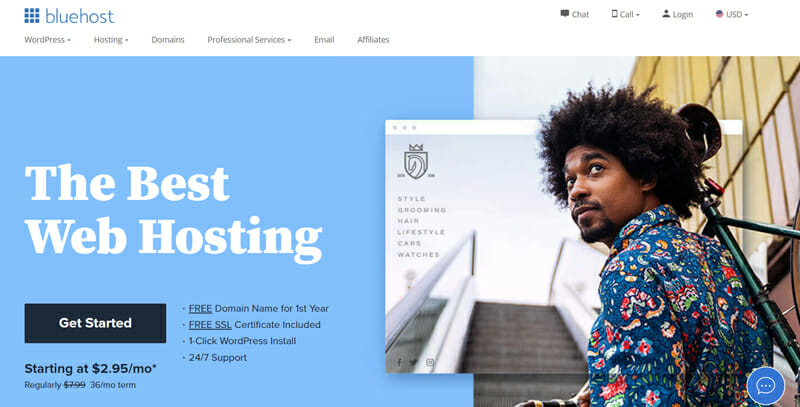 bluehost
Chat
Call
Login
USD
WordPress
Hosting
Domains
Professional Services
Email
Affiliates
The Best
Web Hosting
Get Started
· FREE Domain Name for 1st Year
· FREE SSL Certificate Included
· 1-Click WordPress Install
· 24/7 Support
Starting at $2.95/mo*
Regularly $7.99 36/mo term
STYLE
GROOMING
HAIR
LIFESTYLE
CARS
WATCHES